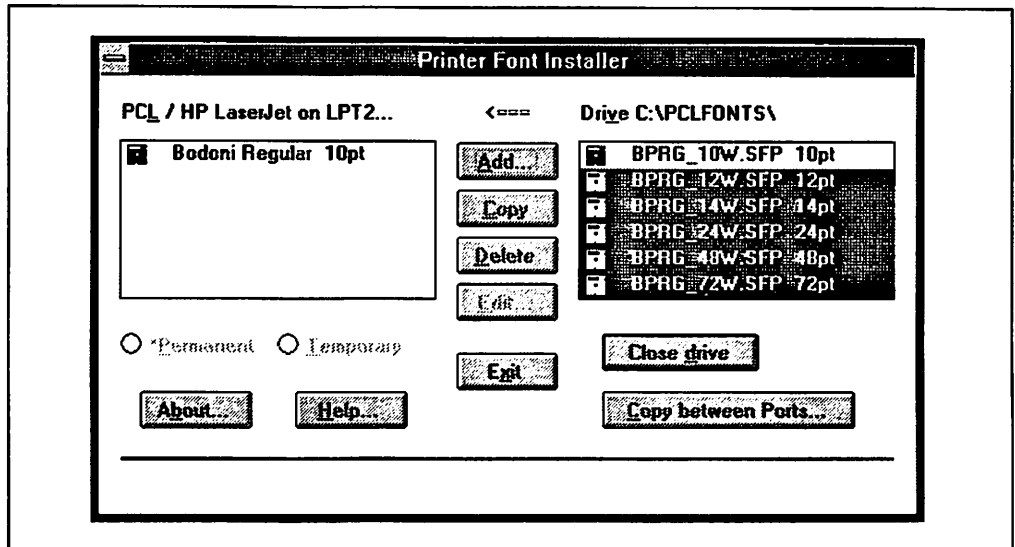 Printer Font Installer
PCL / HP LaserJet on LPT2...
<===
Drive C:\PCLFONTS\
Bodoni Regular 10pt
BPRG_10W.SFP 10pt
BPRG_12W.SFP 12pt
BPRG_14W.SFP 14pt
BPRG_24W.SFP 24pt
BPRG_48W.SFP 48pt
BPRG_72W.SFP 72pt
Add...
Copy
Delete
Edit...
Exit
*Permanent
Temporary
Close drive
About...
Help...
Copy between Ports...